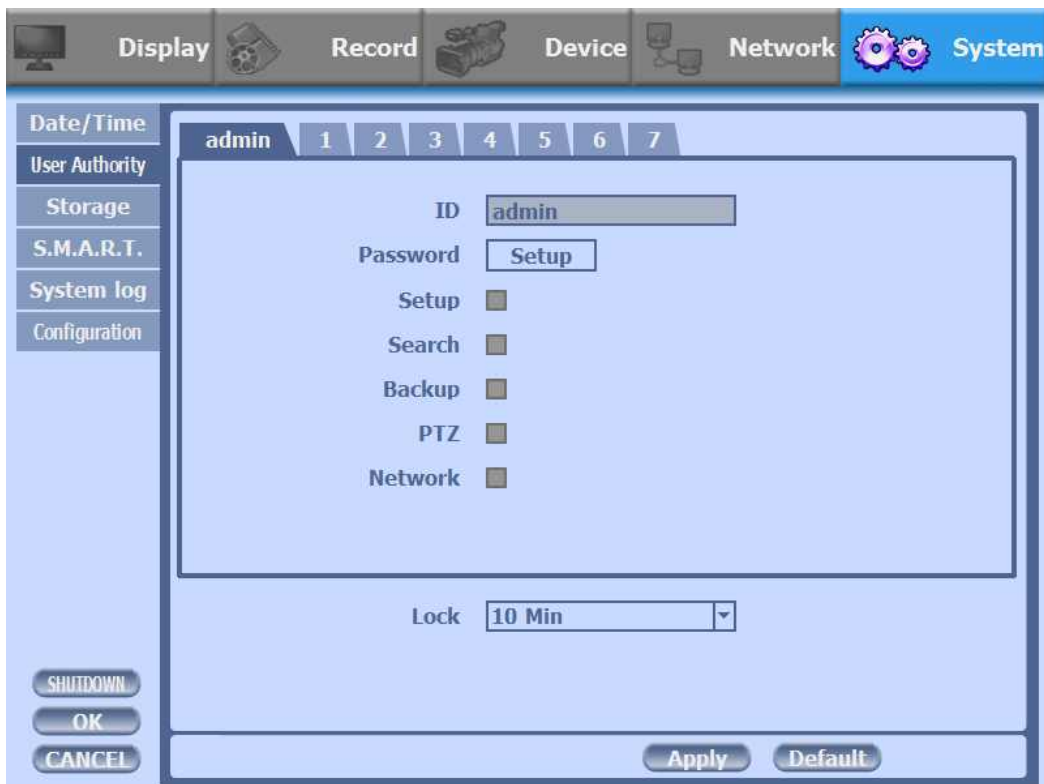 Display Record Device Network System
Date/Time
User Authority
Storage
S.M.A.R.T.
System log
Configuration
admin 1 2 3 4 5 6 7
ID admin
Password Setup
Setup
Search
Backup
PTZ
Network
Lock 10 Min
SHUTDOWN
OK
CANCEL
Apply Default